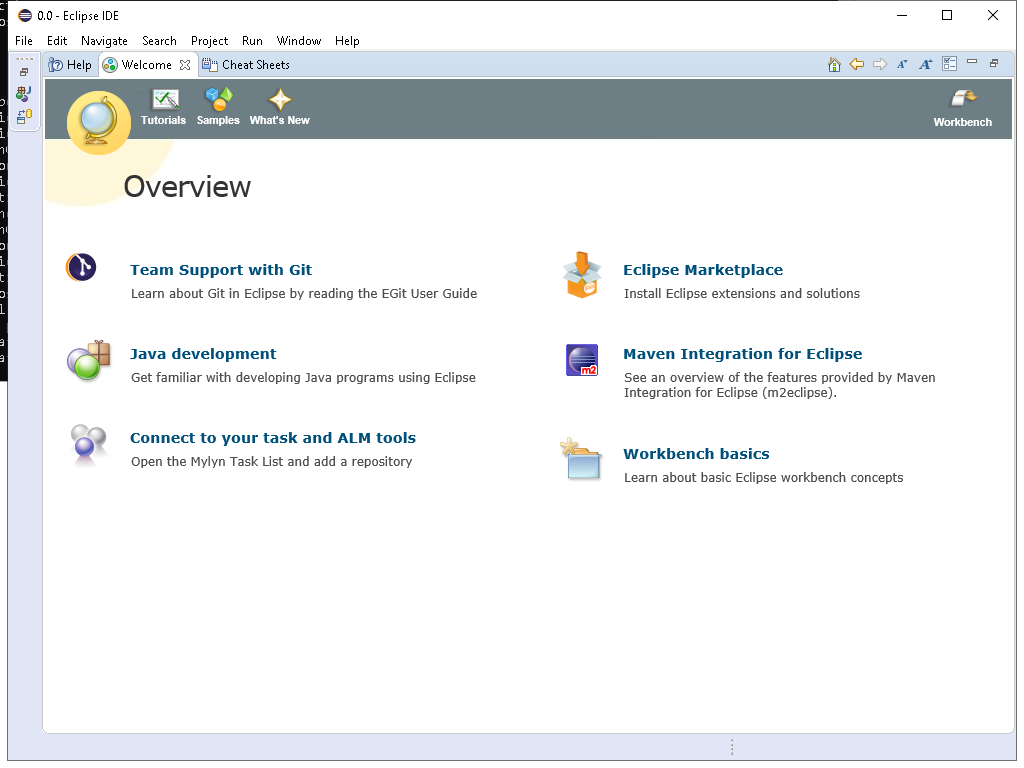 0.0 - Eclipse IDE
File Edit Navigate Search Project Run Window Help
Help Welcome Cheat Sheets
Tutorials Samples What's New Workbench
Overview
Team Support with Git
Learn about Git in Eclipse by reading the EGit User Guide
Eclipse Marketplace
Install Eclipse extensions and solutions
Java development
Get familiar with developing Java programs using Eclipse
Maven Integration for Eclipse
See an overview of the features provided by Maven
Integration for Eclipse (m2eclipse).
m2
Connect to your task and ALM tools
Open the Mylyn Task List and add a repository
Workbench basics
Learn about basic Eclipse workbench concepts